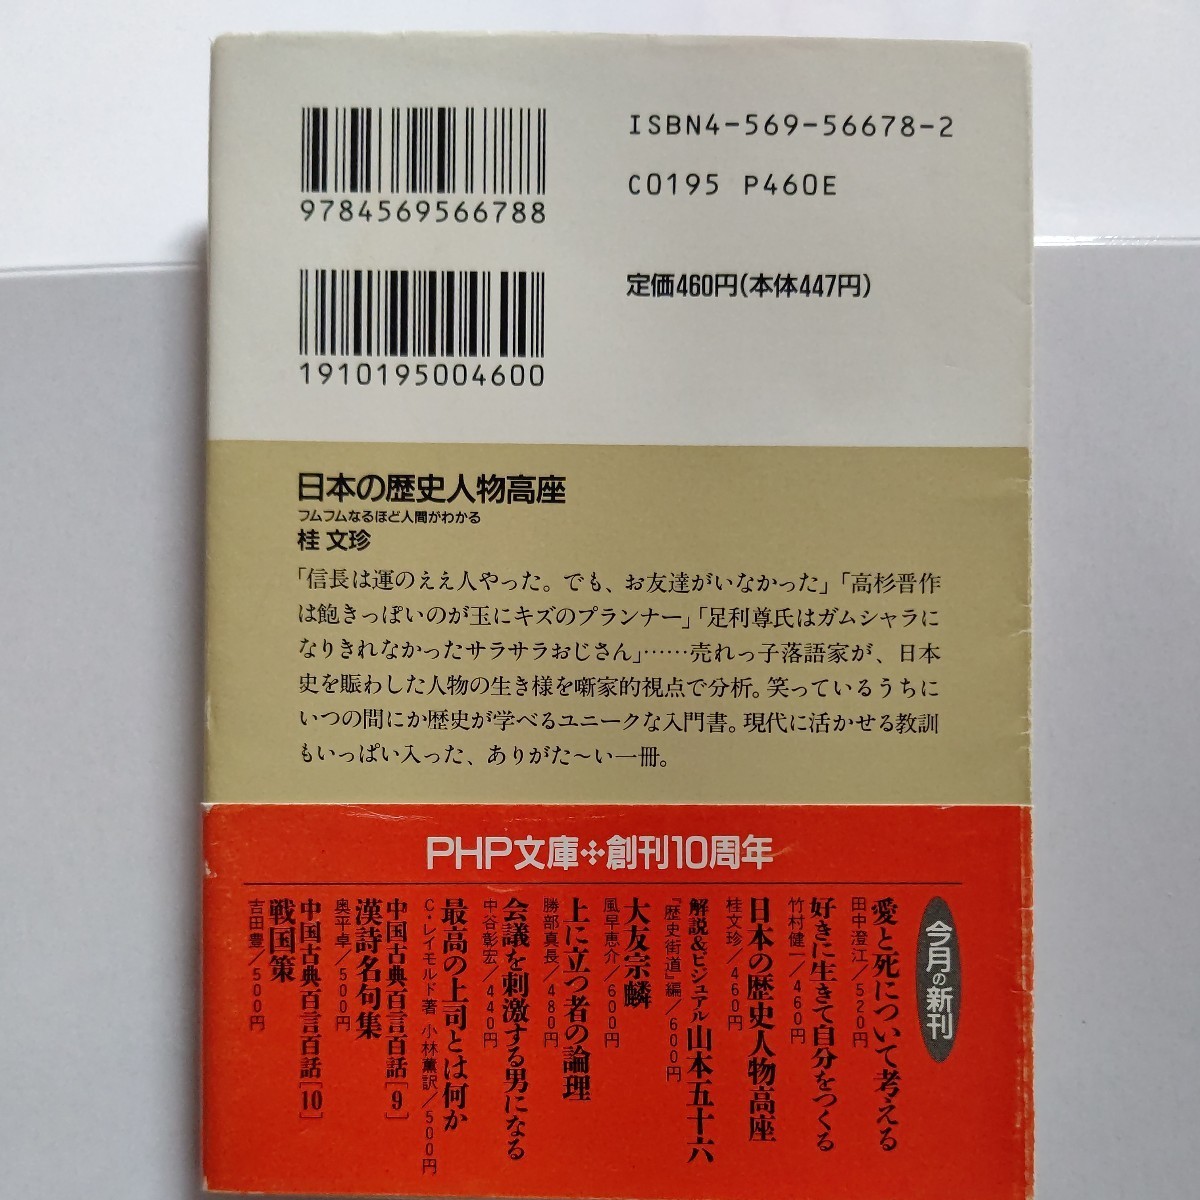 ISBN4-569-56678-2
C0195 P460E
9784569566788
定価460円(本体447円)
1910195004600
日本の歴史人物高座
フムフムなるほど人間がわかる
桂 文珍
「信長は運のええ人やった。でも、お友達がいなかった」「高杉晋作
は飽きっぽいのが玉にキズのプランナー」「足利尊氏はガムシャラに
なりきれなかったサラサラおじさん」……売れっ子落語家が、日本
史を賑わした人物の生き様を噺家的視点で分析。笑っているうちに
いつの間にか歴史が学べるユニークな入門書。現代に活かせる教訓
もいっぱい入った、ありがた〜い一冊。
PHP文庫✣創刊10周年
今月の新刊
愛と死について考える
田中澄江/520円
好きに生きて自分をつくる
竹村健一/460円
日本の歴史人物高座
桂文珍/460円
解説&ビジュアル 山本五十六
『歴史街道』編/600円
大友宗麟
風早恵介/600円
上に立つ者の論理
勝部真長/480円
会議を刺激する男になる
中谷彰宏/440円
最高の上司とは何か
C・レイモルド著 小林薫訳/500円
中国古典百言百話[9]
漢詩名句集
奥平卓/500円
中国古典百言百話[10]
戦国策
吉田豊/500円